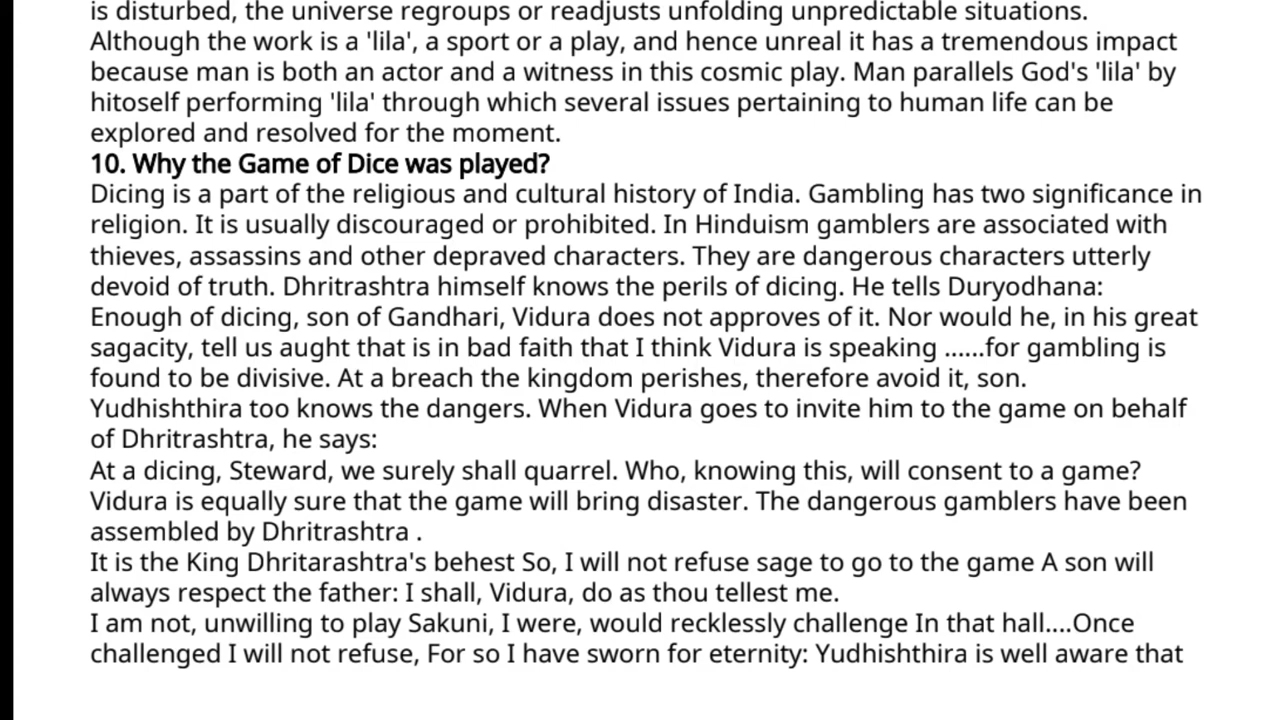 is disturbed, the universe regroups or readjusts unfolding unpredictable situations.
Although the work is a 'lila', a sport or a play, and hence unreal it has a tremendous impact
because man is both an actor and a witness in this cosmic play. Man parallels God's 'lila' by
hitoself performing 'lila' through which several issues pertaining to human life can be
explored and resolved for the moment.
10. Why the Game of Dice was played?
Dicing is a part of the religious and cultural history of India. Gambling has two significance in
religion. It is usually discouraged or prohibited. In Hinduism gamblers are associated with
thieves, assassins and other depraved characters. They are dangerous characters utterly
devoid of truth. Dhritrashtra himself knows the perils of dicing. He tells Duryodhana:
Enough of dicing, son of Gandhari, Vidura does not approves of it. Nor would he, in his great
sagacity, tell us aught that is in bad faith that I think Vidura is speaking ......for gambling is
found to be divisive. At a breach the kingdom perishes, therefore avoid it, son.
Yudhishthira too knows the dangers. When Vidura goes to invite him to the game on behalf
of Dhritrashtra, he says:
At a dicing, Steward, we surely shall quarrel. Who, knowing this, will consent to a game?
Vidura is equally sure that the game will bring disaster. The dangerous gamblers have been
assembled by Dhritrashtra .
It is the King Dhritarashtra's behest So, I will not refuse sage to go to the game A son will
always respect the father: I shall, Vidura, do as thou tellest me.
I am not, unwilling to play Sakuni, I were, would recklessly challenge In that hall....Once
challenged I will not refuse, For so I have sworn for eternity: Yudhishthira is well aware that